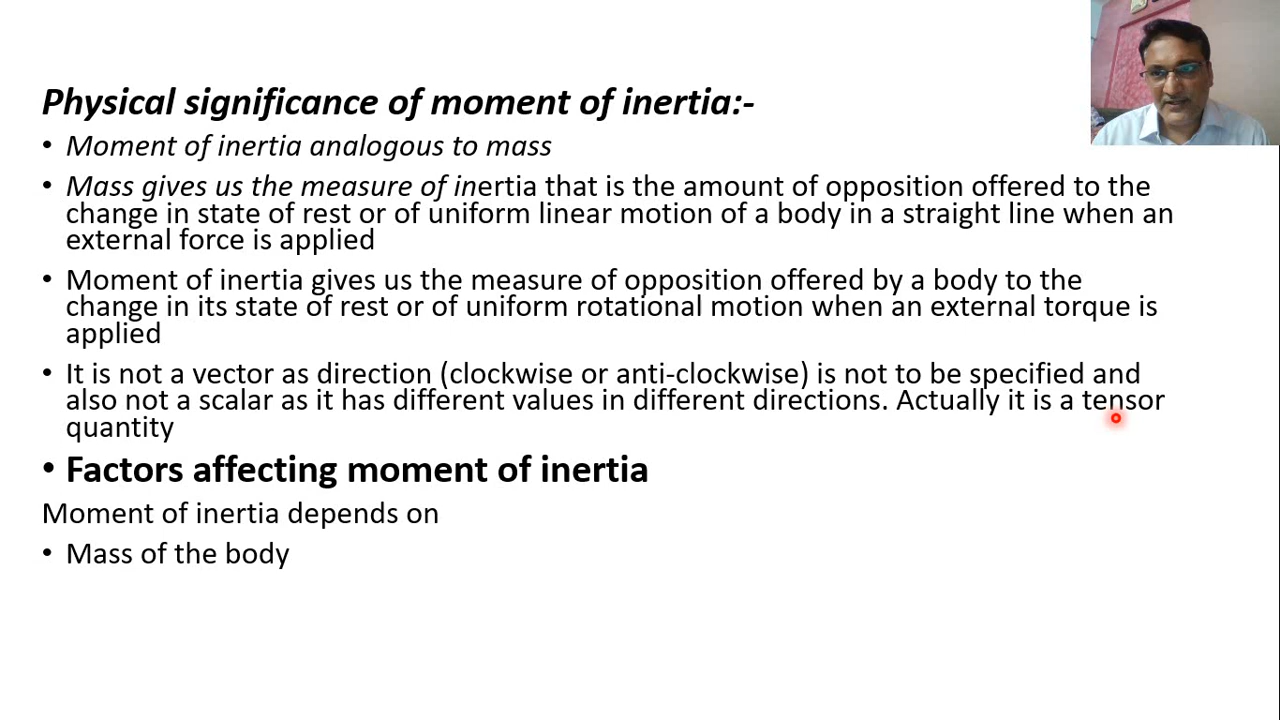 Physical significance of moment of inertia:-
• Moment of inertia analogous to mass
• Mass gives us the measure of inertia that is the amount of opposition offered to the
change in state of rest or of uniform linear motion of a body in a straight line when an
external force is applied
• Moment of inertia gives us the measure of opposition offered by a body to the
change in its state of rest or of uniform rotational motion when an external torque is
applied
• It is not a vector as direction (clockwise or anti-clockwise) is not to be specified and
also not a scalar as it has different values in different directions. Actually it is a tensor
quantity
• Factors affecting moment of inertia
Moment of inertia depends on
• Mass of the body